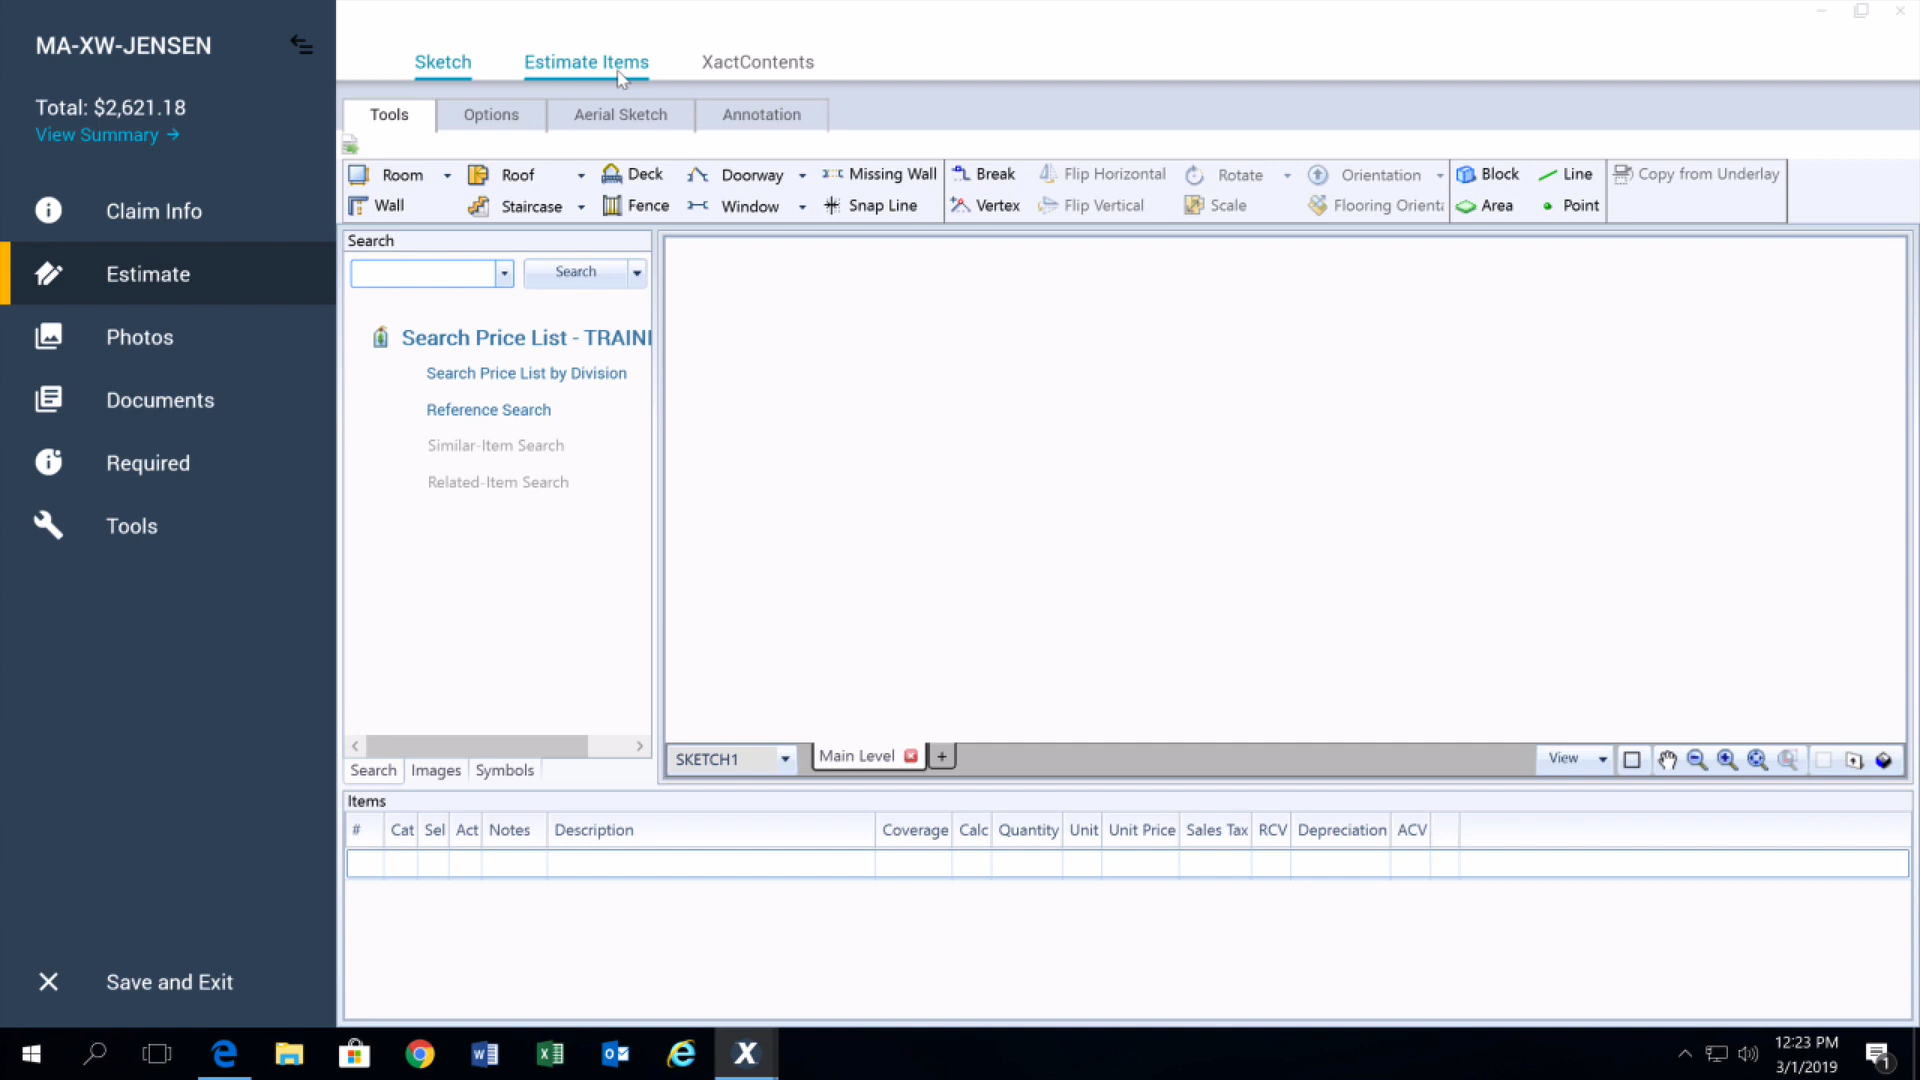 MA-XW-JENSEN
Total: $2,621.18
View Summary →
Claim Info
Estimate
Photos
Documents
Required
Tools
Save and Exit
Sketch Estimate Items XactContents
Tools Options Aerial Sketch Annotation
Room Roof Deck Doorway Missing Wall Break Flip Horizontal Rotate Orientation Block Line Copy from Underlay
Wall Staircase Fence Window Snap Line Vertex Flip Vertical Scale Flooring Orienta Area Point
Search
Search
Search Price List - TRAINI
Search Price List by Division
Reference Search
Similar-Item Search
Related-Item Search
Search Images Symbols
SKETCH1 Main Level + View
Items
# Cat Sel Act Notes Description Coverage Calc Quantity Unit Unit Price Sales Tax RCV Depreciation ACV
12:23 PM
3/1/2019
1